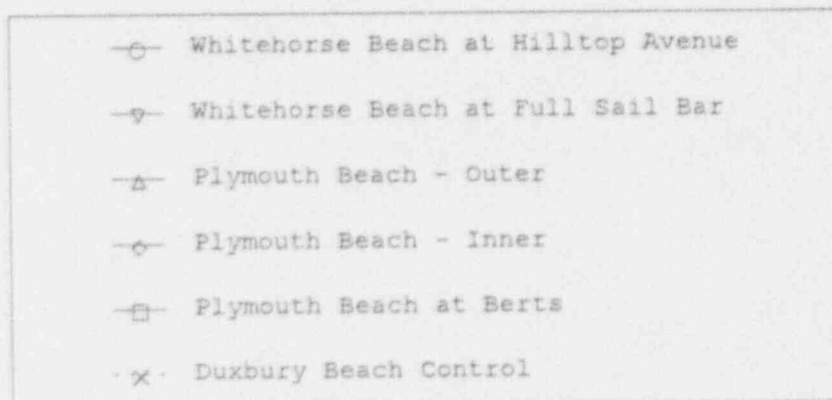 Whitehorse Beach at Hilltop Avenue
Whitehorse Beach at Full Sail Bar
Plymouth Beach - Outer
Plymouth Beach - Inner
Plymouth Beach at Berts
Duxbury Beach Control